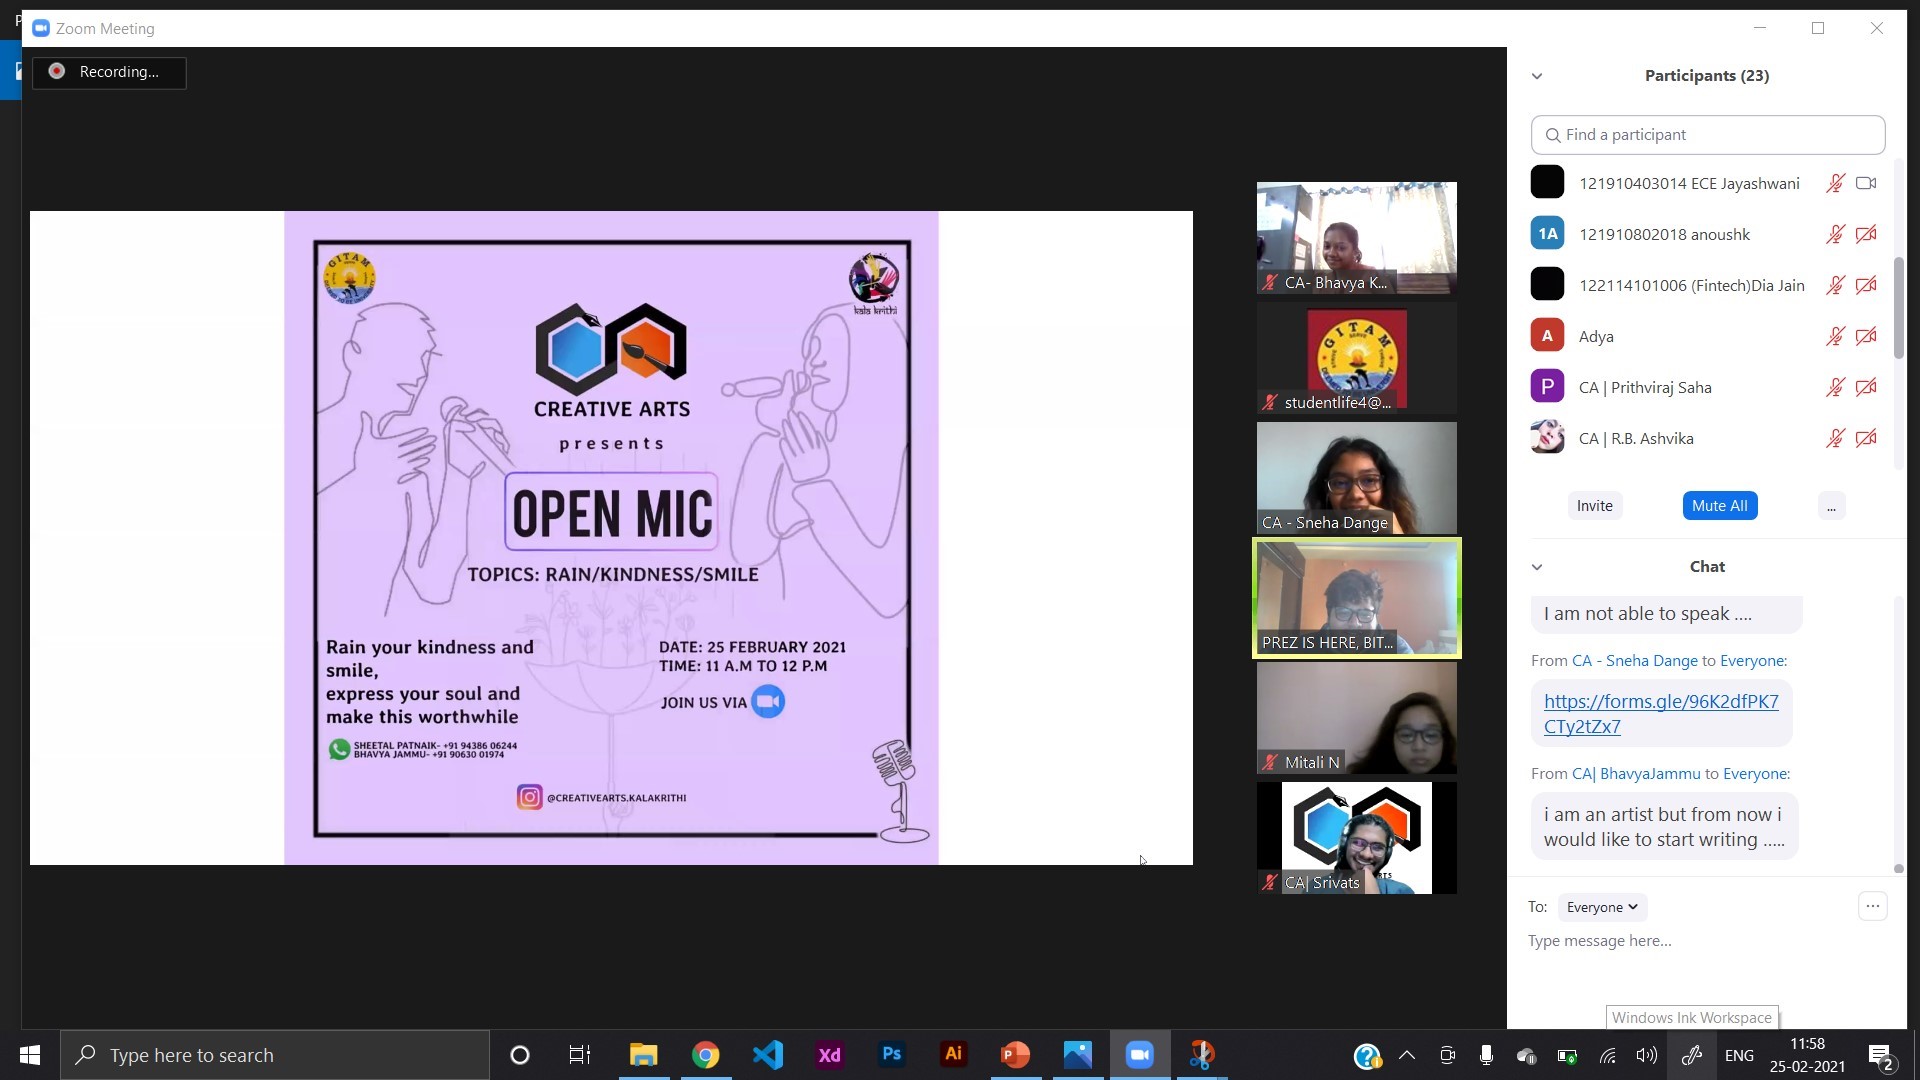 Zoom Meeting
Recording...
GITAM
kala krithi
CREATIVE ARTS
presents
OPEN MIC
TOPICS: RAIN/KINDNESS/SMILE
Rain your kindness and
smile,
express your soul and
make this worthwhile
DATE: 25 FEBRUARY 2021
TIME: 11 A.M TO 12 P.M
JOIN US VIA
SHEETAL PATNAIK- +91 94386 06244
BHAVYA JAMMU- +91 90630 01974
@CREATIVEARTS.KALAKRITHI
CA- Bhavya K...
GITAM
studentlife4@...
CA - Sneha Dange
PREZ IS HERE, BIT...
Mitali N
CA| Srivats
Participants (23)
Find a participant
121910403014 ECE Jayashwani
1A
121910802018 anoushk
122114101006 (Fintech)Dia Jain
A
Adya
P
CA | Prithviraj Saha
CA | R.B. Ashvika
Invite
Mute All
...
Chat
I am not able to speak ....
From CA - Sneha Dange to Everyone:
https://forms.gle/96K2dfPK7
CTy2tZx7
From CA| BhavyaJammu to Everyone:
i am an artist but from now i
would like to start writing .....
To: Everyone
...
Type message here...
Windows Ink Workspace
Type here to search
Xd
Ps
Ai
P
ENG
11:58
25-02-2021
2